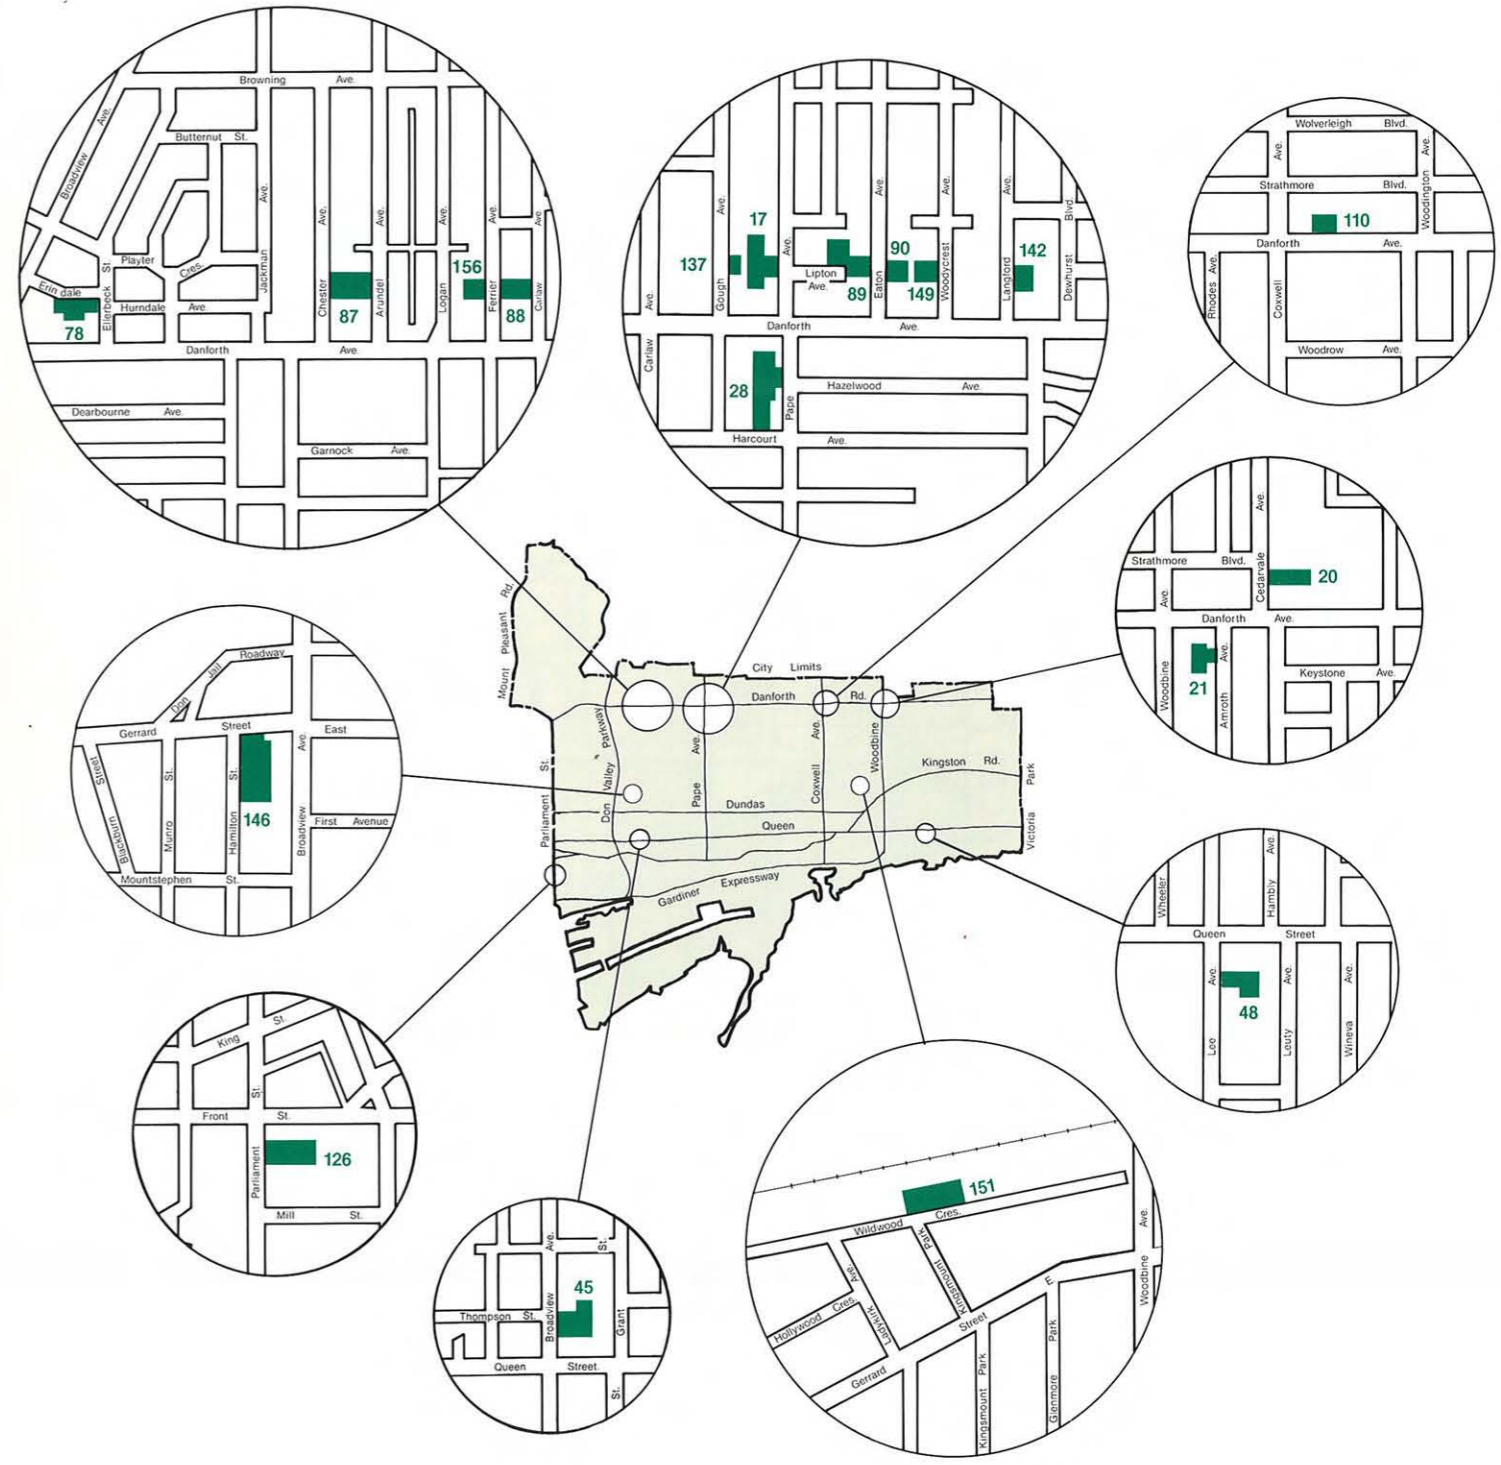 Browning Ave.
Butternut St.
Broadview Ave.
Playter
Cres.
Erindale
Ellerbeck St.
Hurndale Ave.
Jackman Ave.
Chester Ave.
Arundel Ave.
Logan Ave.
Ferrier Ave.
Carlaw Ave.
156
78
87
88
Danforth Ave.
Dearbourne Ave.
Garnock Ave.
17
137
90
142
89
149
28
Carlaw Ave.
Gough Ave.
Pape Ave.
Lipton
Ave.
Eaton Ave.
Woodycrest Ave.
Langford Ave.
Dewhurst Blvd.
Danforth Ave.
Hazelwood Ave.
Harcourt Ave.
Wolverleigh Blvd.
Strathmore Blvd.
110
Danforth Ave.
Rhodes Ave.
Coxwell Ave.
Woodington Ave.
Woodrow Ave.
Strathmore Blvd.
Cedarvale Ave.
20
Danforth Ave.
Woodbine Ave.
21
Amroth Ave.
Keystone Ave.
Don Jail Roadway
Gerrard Street East
Blackburn Street
Munro St.
Hamilton St.
146
Broadview Ave.
First Avenue
Mountstephen St.
Mount Pleasant Rd.
City Limits
Danforth Rd.
Don Valley Parkway
Parliament St.
Pape Ave.
Coxwell Ave.
Woodbine
Kingston Rd.
Dundas
Queen
Victoria Park
Gardiner Expressway
Wheeler
Hambly Ave.
Queen Street
Lee Ave.
48
Leuty Ave.
Wineva Ave.
King St.
Front St.
Parliament St.
126
Mill St.
45
Thompson St.
Broadview Ave.
Grant St.
Queen Street.
St.
151
Wildwood Cres.
Hollywood Cres.
Ladykirk Ave.
Kingsmount Park
Gerrard Street E
Kingsmount Park
Glenmore Park
Woodbine Ave.